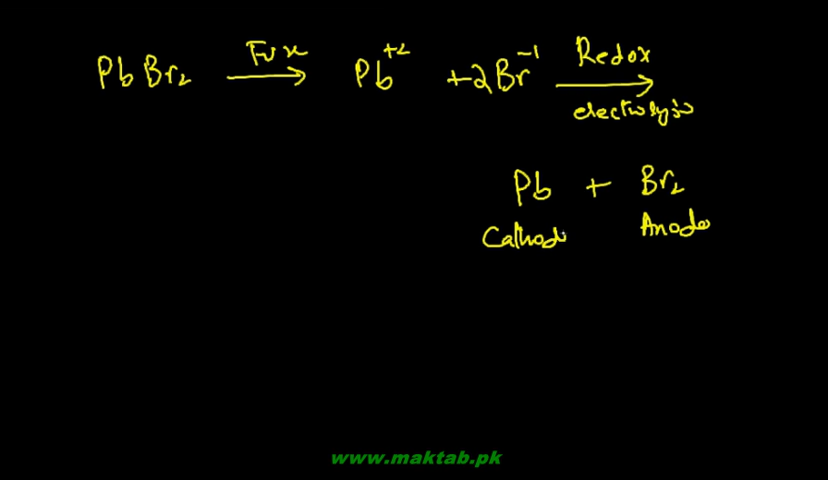 PbBr₂ —Fuse→ Pb⁺² + 2Br⁻¹ —Redox→
electrolysis
Pb + Br₂
Cathode Anode
www.maktab.pk